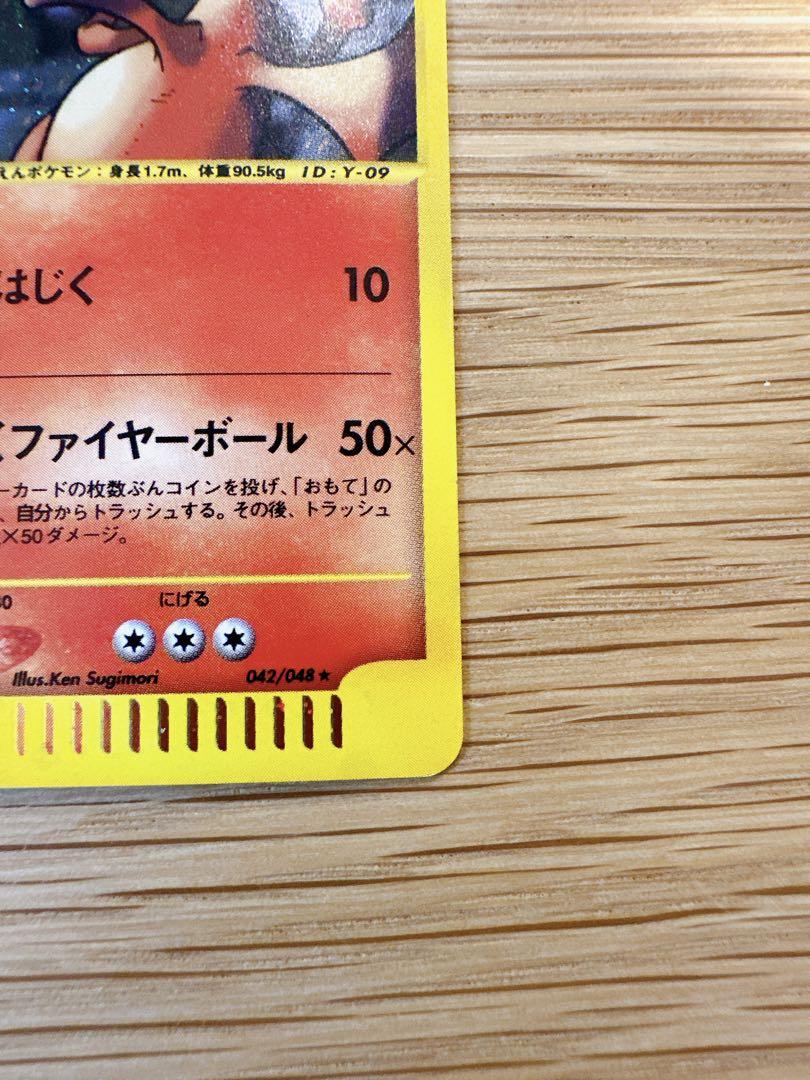 えんポケモン：身長1.7m、体重90.5kg ID:Y-09
はじく 10
ファイヤーボール 50×
ーカードの枚数ぶんコインを投げ、「おもて」の
、自分からトラッシュする。その後、トラッシュ
×50ダメージ。
にげる
Illus.Ken Sugimori 042/048★